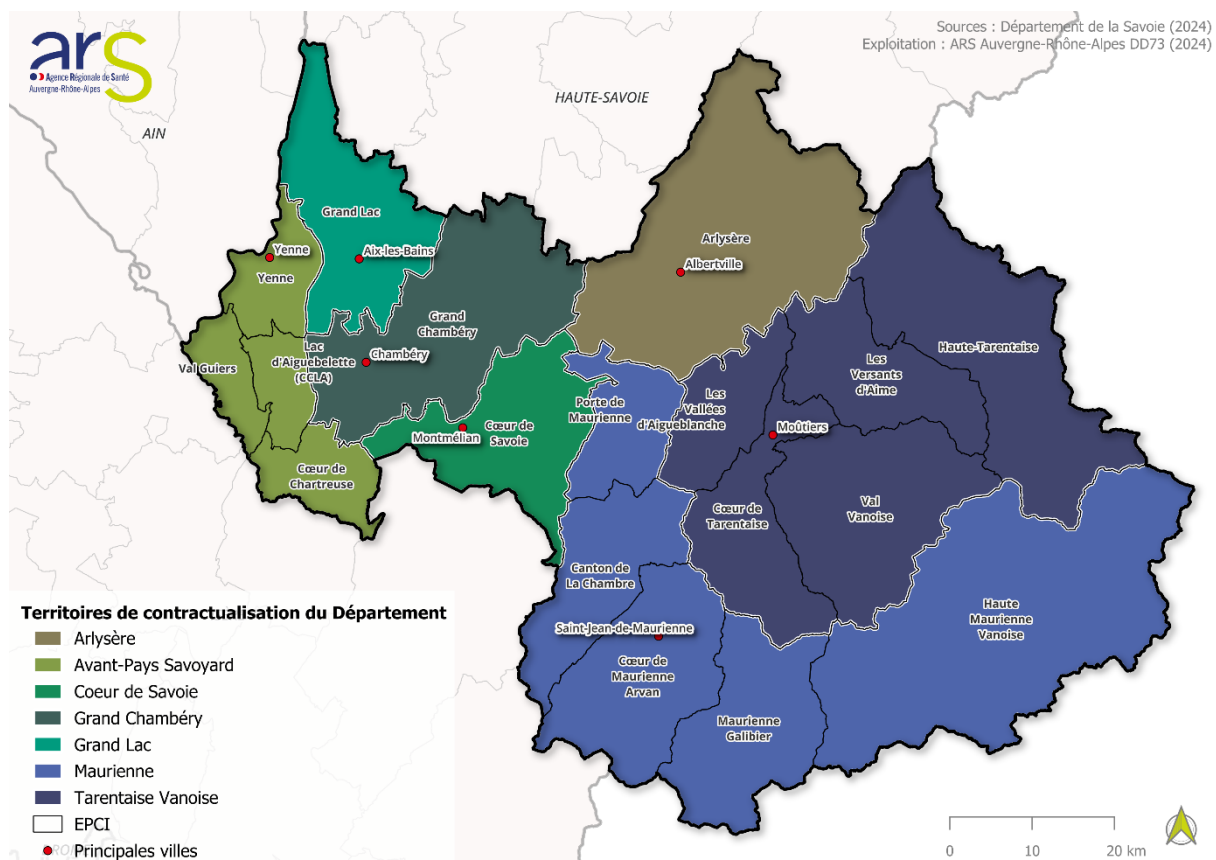 Sources : Département de la Savoie (2024)
Exploitation : ARS Auvergne-Rhône-Alpes DD73 (2024)
ars
Agence Régionale de Santé
Auvergne-Rhône-Alpes
HAUTE-SAVOIE
AIN
Grand Lac
Aix-les-Bains
Yenne
Yenne
Arlysère
Albertville
Grand
Chambéry
Lac
d'Aiguebelette
(CCLA)
Chambéry
Val Guiers
Haute-Tarentaise
Les
Versants
d'Aime
Les
Vallées
d'Aigueblanche
Porte de
Maurienne
Cœur de
Savoie
Montmélian
Moûtiers
Cœur de
Chartreuse
Cœur de
Tarentaise
Val
Vanoise
Canton de
La Chambre
Haute
Maurienne
Vanoise
Saint-Jean-de-Maurienne
Cœur de
Maurienne
Arvan
Maurienne
Galibier
Territoires de contractualisation du Département
Arlysère
Avant-Pays Savoyard
Coeur de Savoie
Grand Chambéry
Grand Lac
Maurienne
Tarentaise Vanoise
EPCI
Principales villes
0 10 20 km